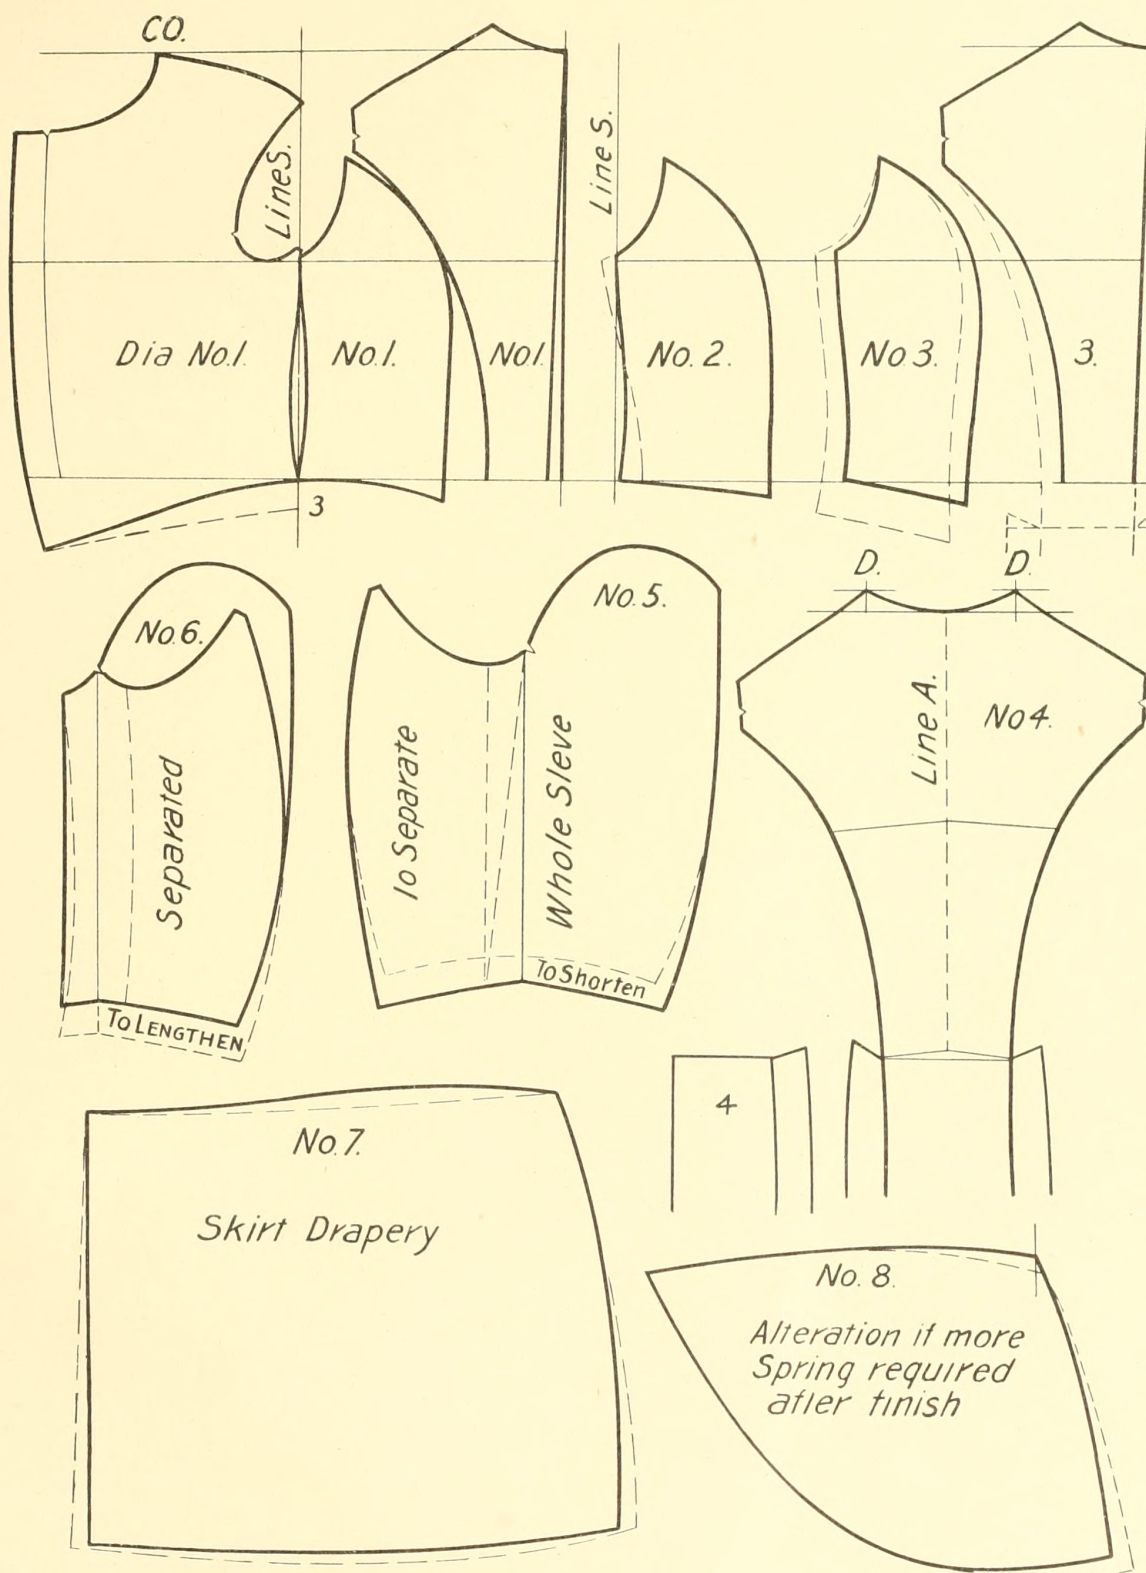 CO.
Line S.
Line S.
Dia No.1.
No.1.
No1.
No. 2.
No 3.
3.
3
D.
D.
No. 6.
No. 5.
Line A.
No 4.
Separated
To Separate
Whole Sleve
To Shorten
To LENGTHEN
4
No. 7.
Skirt Drapery
No. 8.
Alteration if more
Spring required
after finish